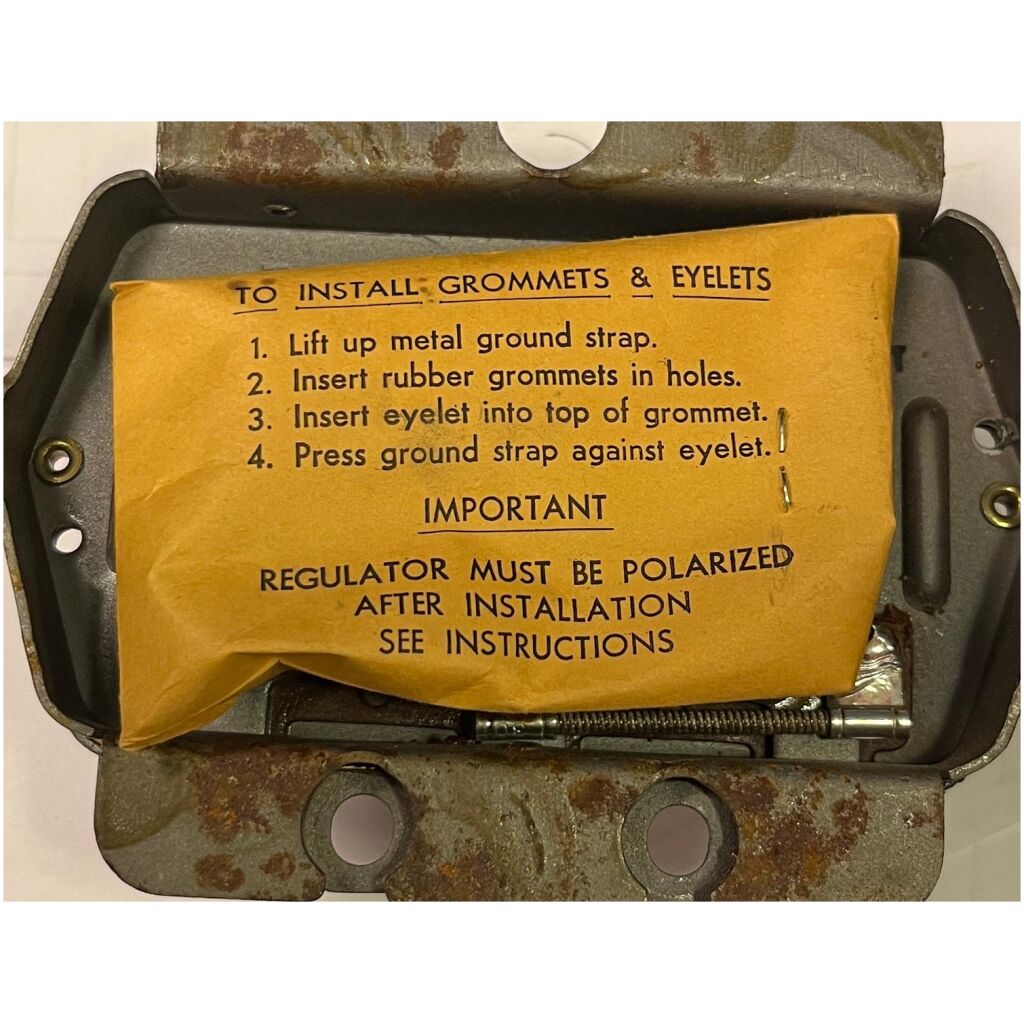 TO INSTALL GROMMETS & EYELETS
1. Lift up metal ground strap.
2. Insert rubber grommets in holes.
3. Insert eyelet into top of grommet.
4. Press ground strap against eyelet.
IMPORTANT
REGULATOR MUST BE POLARIZED
AFTER INSTALLATION
SEE INSTRUCTIONS